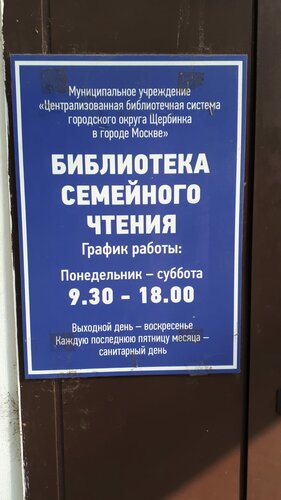 Муниципальное учреждение
«Централизованная библиотечная система
городского округа Щербинка
в городе Москве»
БИБЛИОТЕКА
СЕМЕЙНОГО
ЧТЕНИЯ
График работы:
Понедельник – суббота
9.30 - 18.00
Выходной день – воскресенье
Каждую последнюю пятницу месяца –
санитарный день